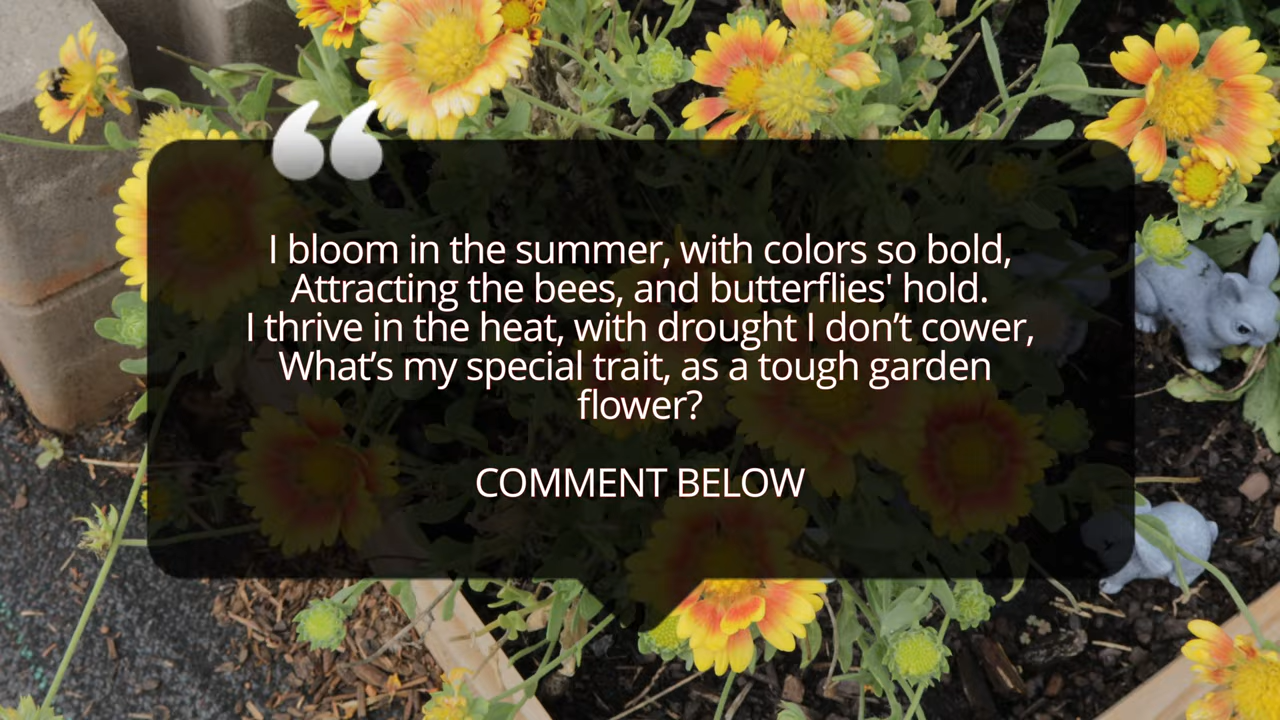 I bloom in the summer, with colors so bold,
Attracting the bees, and butterflies' hold.
I thrive in the heat, with drought I don’t cower,
What’s my special trait, as a tough garden
flower?
COMMENT BELOW